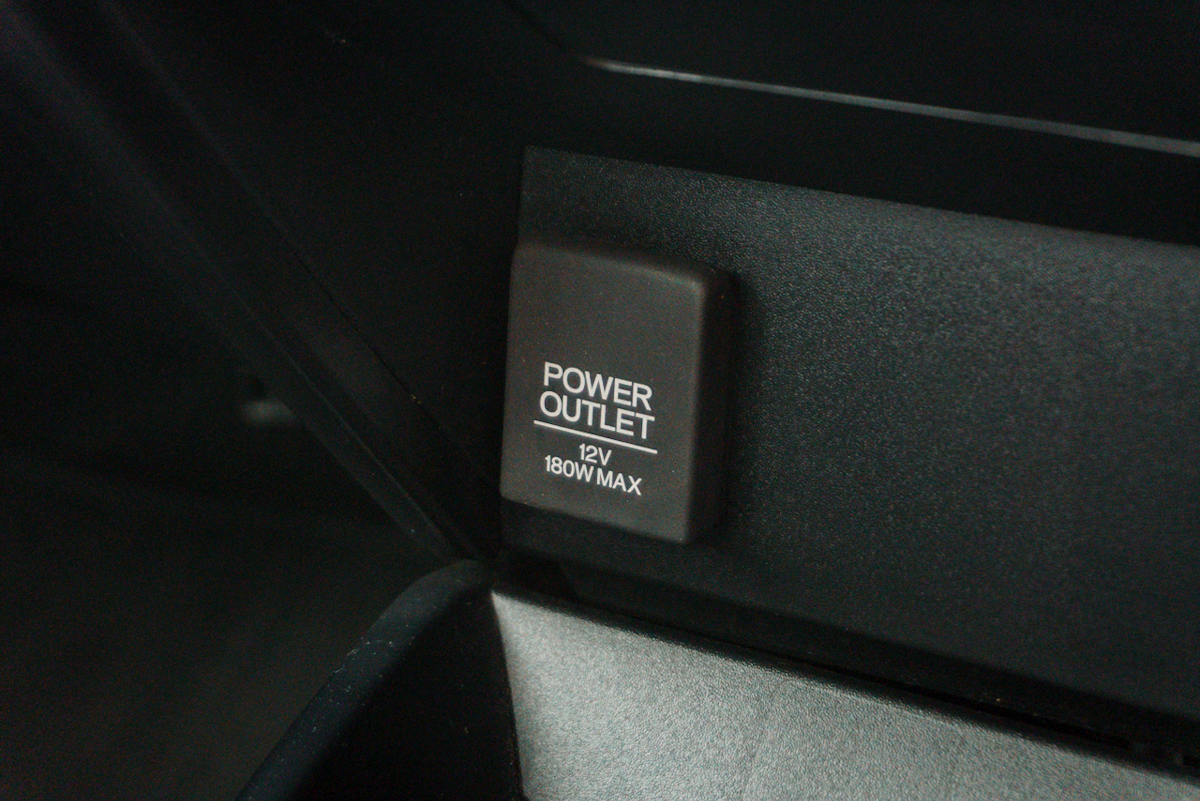 POWER
OUTLET
12V
180W MAX